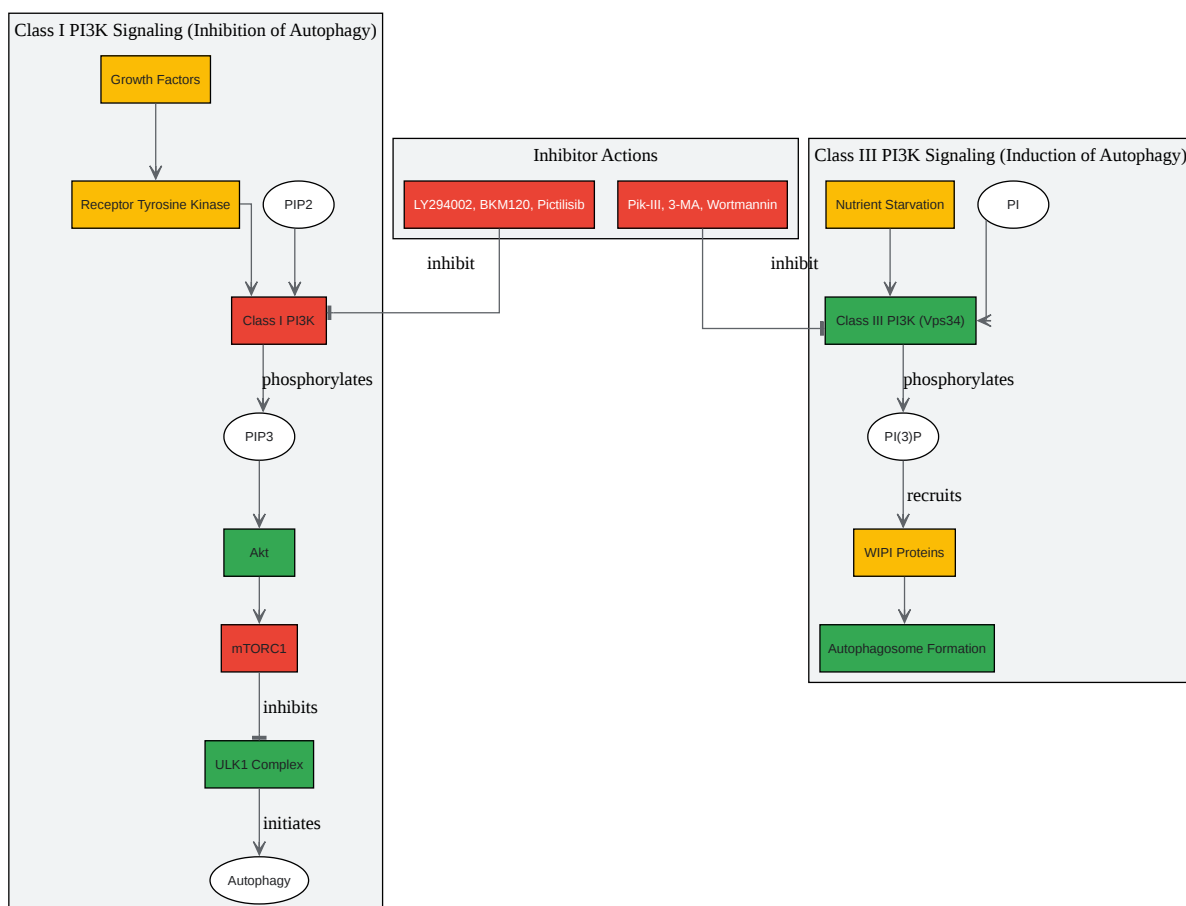 Class I PI3K Signaling (Inhibition of Autophagy)
Growth Factors
Receptor Tyrosine Kinase
PIP2
Class I PI3K
phosphorylates
PIP3
Akt
mTORC1
inhibits
ULK1 Complex
initiates
Autophagy
Inhibitor Actions
LY294002, BKM120, Pictilisib
Pik-III, 3-MA, Wortmannin
inhibit
inhibit
Class III PI3K Signaling (Induction of Autophagy)
Nutrient Starvation
PI
Class III PI3K (Vps34)
phosphorylates
PI(3)P
recruits
WIPI Proteins
Autophagosome Formation